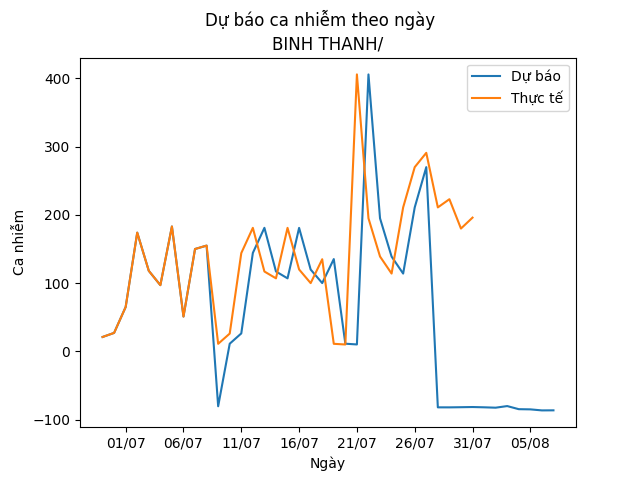 Dự báo ca nhiễm theo ngày
BINH THANH/
Dự báo
Thực tế
Ca nhiễm
400
300
200
100
0
−100
01/07 06/07 11/07 16/07 21/07 26/07 31/07 05/08
Ngày